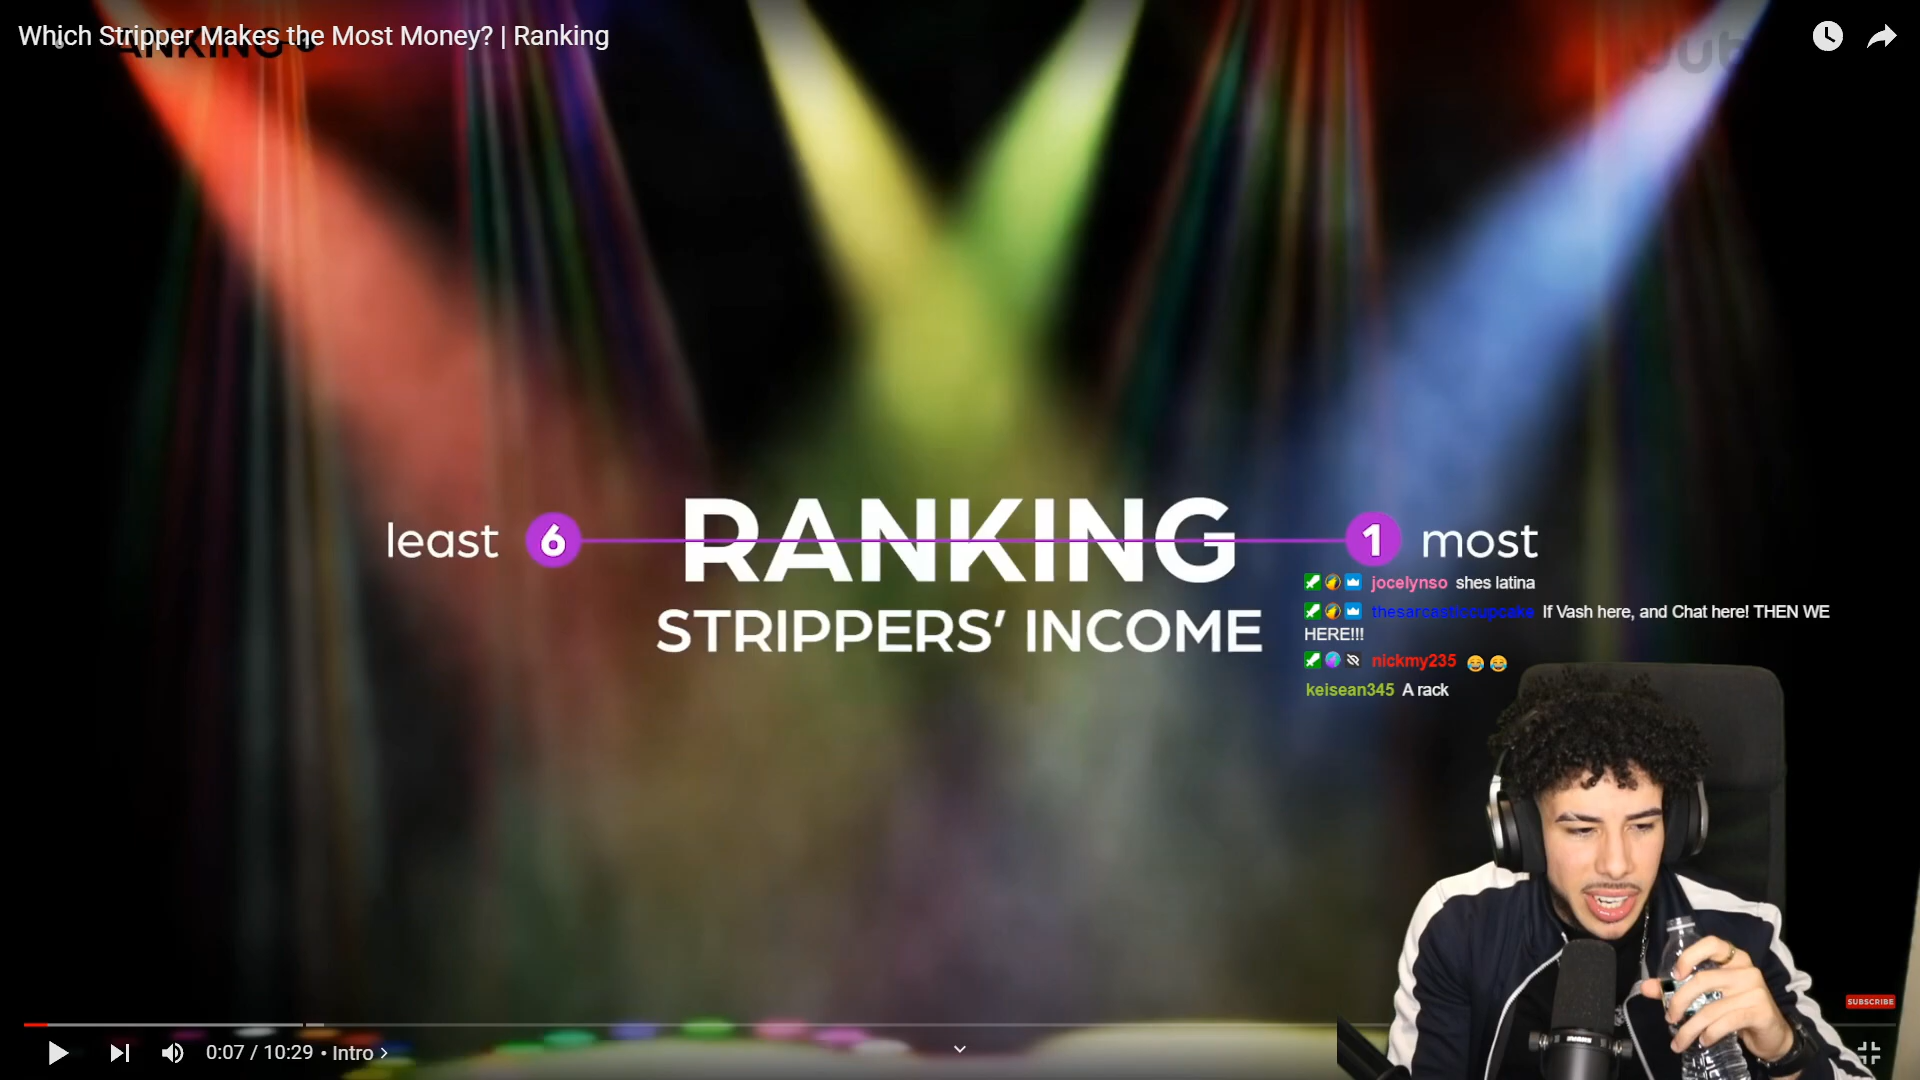 Which Stripper Makes the Most Money? | Ranking
least 6 RANKING 1 most
STRIPPERS' INCOME
jocelynso shes latina
thesarcasticcupcake If Vash here, and Chat here! THEN WE
HERE!!!
nickmy235 😂 😂
keisean345 A rack
SUBSCRIBE
0:07 / 10:29 • Intro >